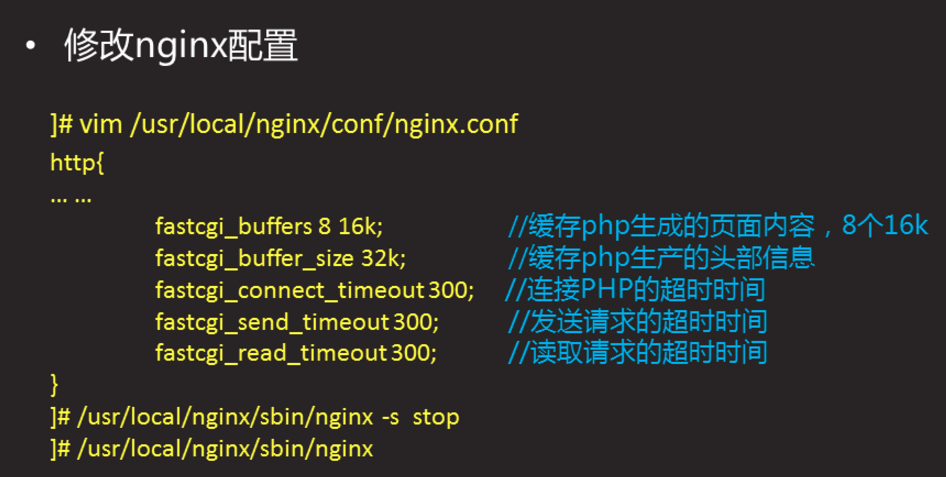 • 修改nginx配置
]# vim /usr/local/nginx/conf/nginx.conf
http{
... ...
fastcgi_buffers 8 16k; //缓存php生成的页面内容，8个16k
fastcgi_buffer_size 32k; //缓存php生产的头部信息
fastcgi_connect_timeout 300; //连接PHP的超时时间
fastcgi_send_timeout 300; //发送请求的超时时间
fastcgi_read_timeout 300; //读取请求的超时时间
}
]# /usr/local/nginx/sbin/nginx -s stop
]# /usr/local/nginx/sbin/nginx